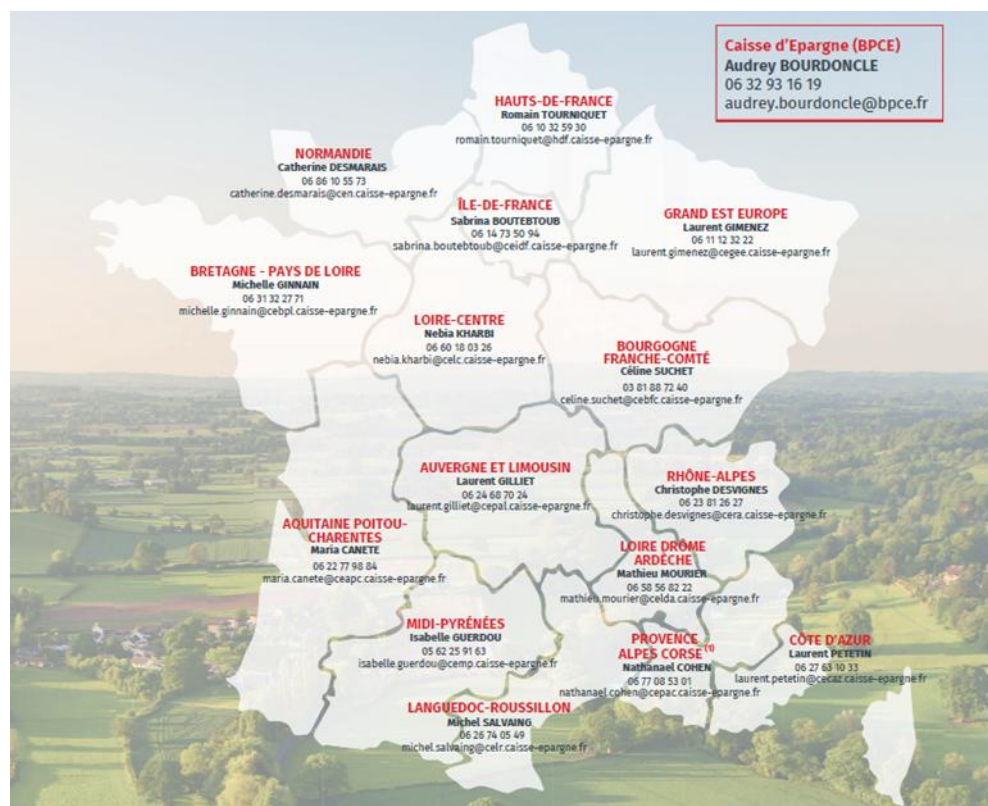 Caisse d'Epargne (BPCE)
Audrey BOURDONCLE
06 32 93 16 19
audrey.bourdoncle@bpce.fr
HAUTS-DE-FRANCE
Romain TOURNIQUET
06 10 32 59 30
romain.tourniquet@hdf.caisse-epargne.fr
NORMANDIE
Catherine DESMARAIS
06 86 10 55 73
catherine.desmarais@cen.caisse-epargne.fr
ÎLE-DE-FRANCE
Sabrina BOUTEBTOUB
06 14 73 50 94
sabrina.boutebtoub@ceidf.caisse-epargne.fr
GRAND EST EUROPE
Laurent GIMENEZ
06 11 12 32 22
laurent.gimenez@cegee.caisse-epargne.fr
BRETAGNE - PAYS DE LOIRE
Michelle GINNAIN
06 31 32 27 71
michelle.ginnain@cebpl.caisse-epargne.fr
LOIRE-CENTRE
Nebia KHARBI
06 60 18 03 26
nebia.kharbi@celc.caisse-epargne.fr
BOURGOGNE
FRANCHE-COMTÉ
Céline SUCHET
03 81 88 72 40
celine.suchet@cebfc.caisse-epargne.fr
AUVERGNE ET LIMOUSIN
Laurent GILLIET
06 24 68 70 24
laurent.gilliet@cepal.caisse-epargne.fr
RHÔNE-ALPES
Christophe DESVIGNES
06 23 81 26 27
christophe.desvignes@cera.caisse-epargne.fr
AQUITAINE POITOU-
CHARENTES
Maria CANETE
06 22 77 98 84
maria.canete@ceapc.caisse-epargne.fr
LOIRE DRÔME
ARDÈCHE
Mathieu MOURIER
06 58 56 82 22
mathieu.mourier@celda.caisse-epargne.fr
MIDI-PYRÉNÉES
Isabelle GUERDOU
05 62 25 91 63
isabelle.guerdou@cemp.caisse-epargne.fr
PROVENCE
ALPES CORSE (1)
Nathanael COHEN
06 77 08 53 01
nathanael.cohen@cepac.caisse-epargne.fr
CÔTE D'AZUR
Laurent PETETIN
06 27 63 10 33
laurent.petetin@cecaz.caisse-epargne.fr
LANGUEDOC-ROUSSILLON
Michel SALVAING
06 26 74 05 49
michel.salvaing@celr.caisse-epargne.fr